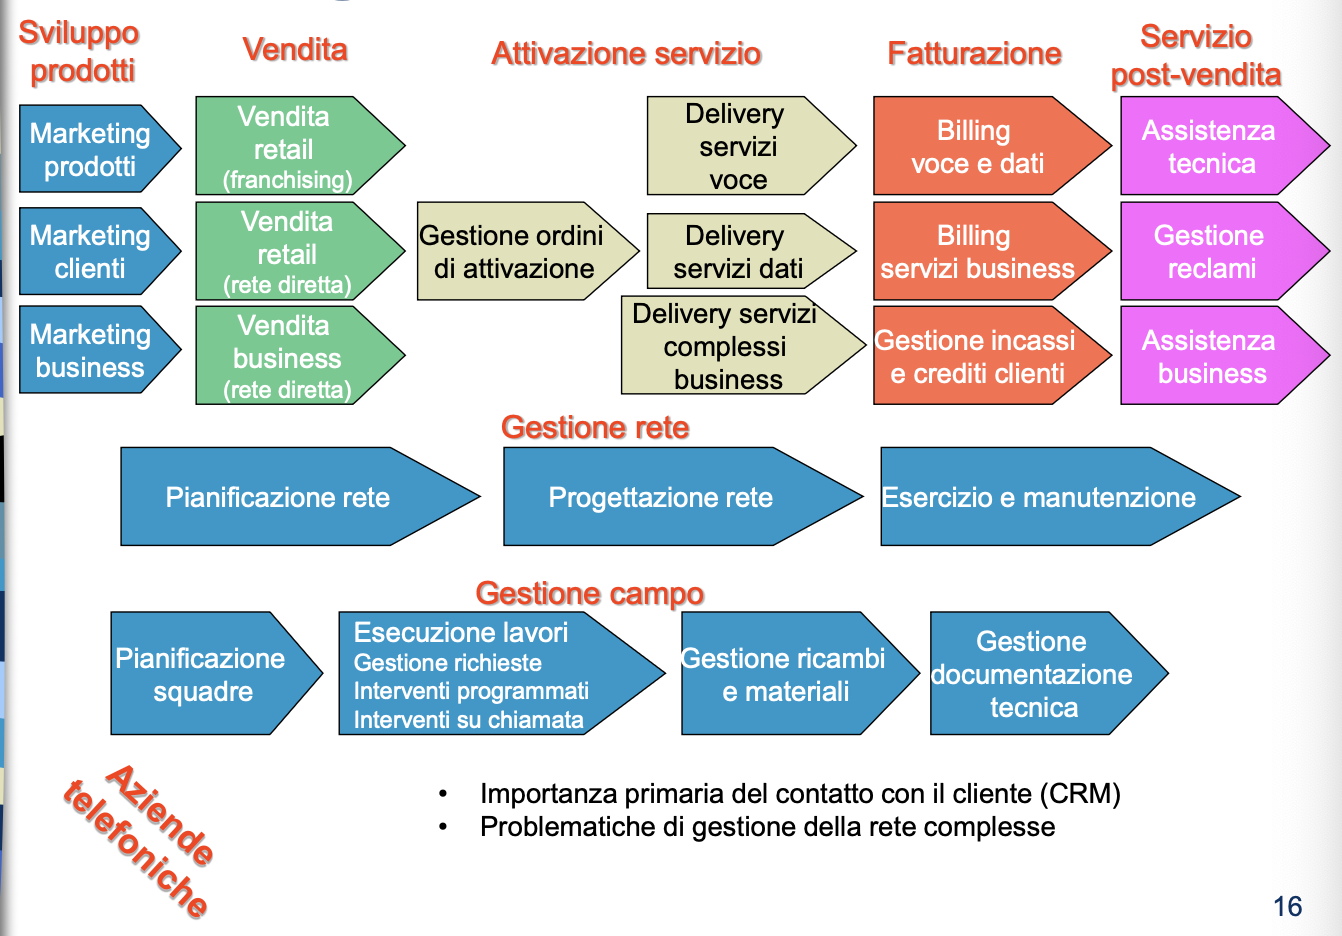 Sviluppo
prodotti
Vendita
Attivazione servizio
Fatturazione
Servizio
post-vendita
Marketing
prodotti
Marketing
clienti
Marketing
business
Vendita
retail
(franchising)
Vendita
retail
(rete diretta)
Vendita
business
(rete diretta)
Gestione ordini
di attivazione
Delivery
servizi
voce
Delivery
servizi dati
Delivery servizi
complessi
business
Billing
voce e dati
Billing
servizi business
Gestione incassi
e crediti clienti
Assistenza
tecnica
Gestione
reclami
Assistenza
business
Gestione rete
Pianificazione rete
Progettazione rete
Esercizio e manutenzione
Gestione campo
Pianificazione
squadre
Esecuzione lavori
Gestione richieste
Interventi programmati
Interventi su chiamata
Gestione ricambi
e materiali
Gestione
documentazione
tecnica
Aziende
telefoniche
• Importanza primaria del contatto con il cliente (CRM)
• Problematiche di gestione della rete complesse
16